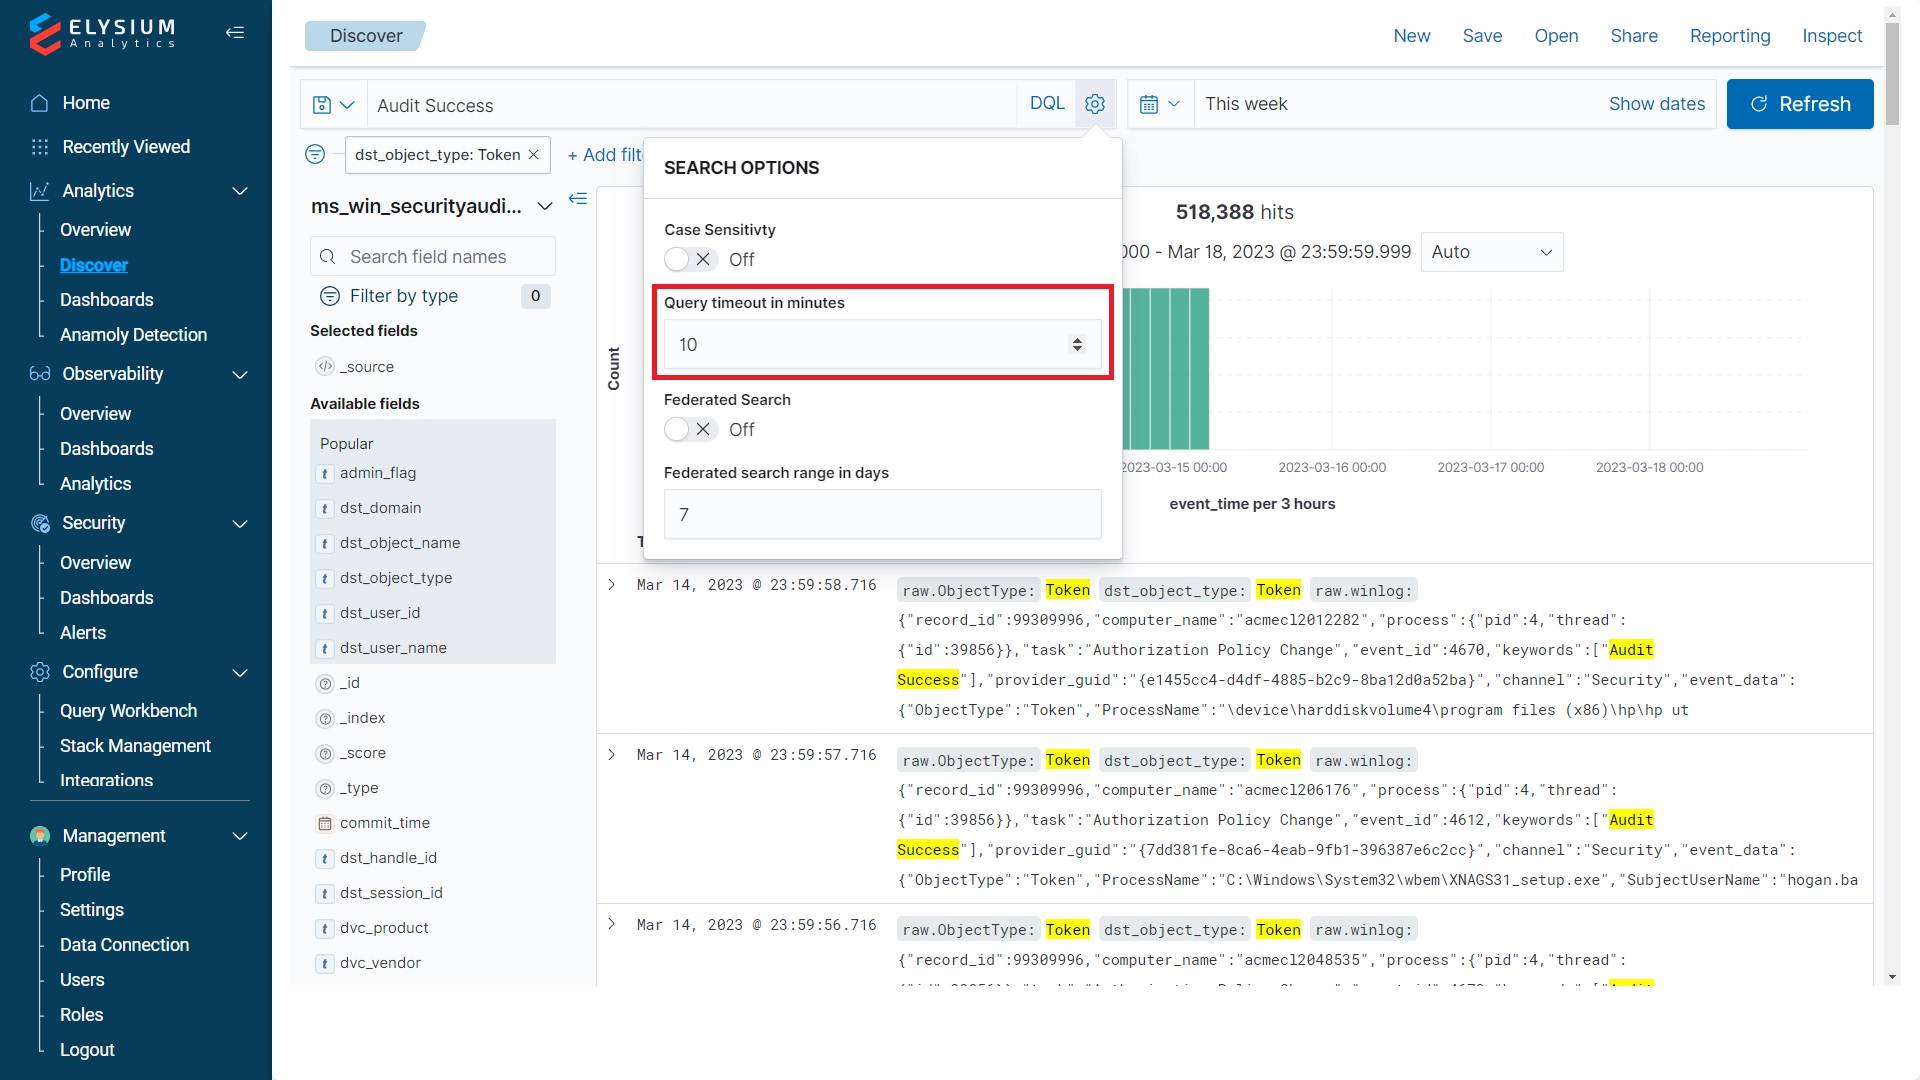 ELYSIUM
Analytics
Home
Recently Viewed
Analytics
Overview
Discover
Dashboards
Anamoly Detection
Observability
Overview
Dashboards
Analytics
Security
Overview
Dashboards
Alerts
Configure
Query Workbench
Stack Management
Integrations
Management
Profile
Settings
Data Connection
Users
Roles
Logout
Discover
New Save Open Share Reporting Inspect
Audit Success
DQL
This week
Show dates
Refresh
dst_object_type: Token
+ Add filt
ms_win_securityaudi...
Search field names
Filter by type 0
Selected fields
_source
Available fields
Popular
t admin_flag
t dst_domain
t dst_object_name
t dst_object_type
t dst_user_id
t dst_user_name
_id
_index
_score
_type
commit_time
t dst_handle_id
t dst_session_id
t dvc_product
t dvc_vendor
SEARCH OPTIONS
Case Sensitivty
Off
Query timeout in minutes
10
Federated Search
Off
Federated search range in days
7
518,388 hits
000 - Mar 18, 2023 @ 23:59:59.999
Auto
Count
2023-03-15 00:00 2023-03-16 00:00 2023-03-17 00:00 2023-03-18 00:00
event_time per 3 hours
Mar 14, 2023 @ 23:59:58.716
raw.ObjectType: Token dst_object_type: Token raw.winlog:
{"record_id":99309996,"computer_name":"acmecl2012282","process":{"pid":4,"thread":
{"id":39856}},"task":"Authorization Policy Change","event_id":4670,"keywords":["Audit
Success"],"provider_guid":"{e1455cc4-d4df-4885-b2c9-8ba12d0a52ba}","channel":"Security","event_data":
{"ObjectType":"Token","ProcessName":"\device\harddiskvolume4\program files (x86)\hp\hp ut
Mar 14, 2023 @ 23:59:57.716
raw.ObjectType: Token dst_object_type: Token raw.winlog:
{"record_id":99309996,"computer_name":"acmecl206176","process":{"pid":4,"thread":
{"id":39856}},"task":"Authorization Policy Change","event_id":4612,"keywords":["Audit
Success"],"provider_guid":"{7dd381fe-8ca6-4eab-9fb1-396387e6c2cc}","channel":"Security","event_data":
{"ObjectType":"Token","ProcessName":"C:\Windows\System32\wbem\XNAGS31_setup.exe","SubjectUserName":"hogan.ba
Mar 14, 2023 @ 23:59:56.716
raw.ObjectType: Token dst_object_type: Token raw.winlog:
{"record_id":99309996,"computer_name":"acmecl2048535","process":{"pid":4,"thread":